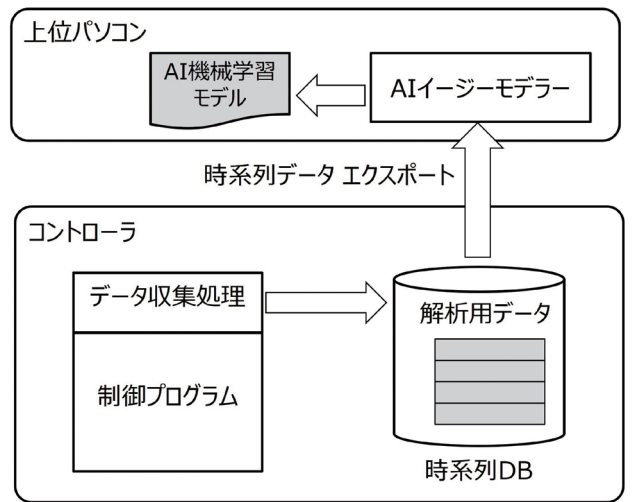 上位パソコン
AI機械学習
モデル
AIイージーモデラー
時系列データ エクスポート
コントローラ
データ収集処理
制御プログラム
解析用データ
時系列DB